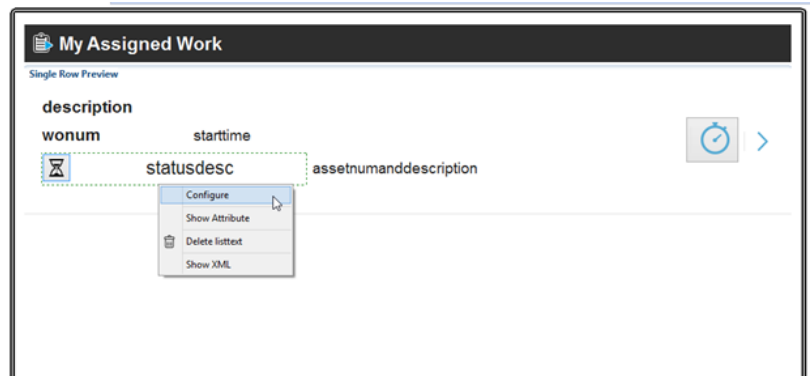 My Assigned Work
Single Row Preview
description
wonum starttime
statusdesc assetnumanddescription
Configure
Show Attribute
Delete listtext
Show XML